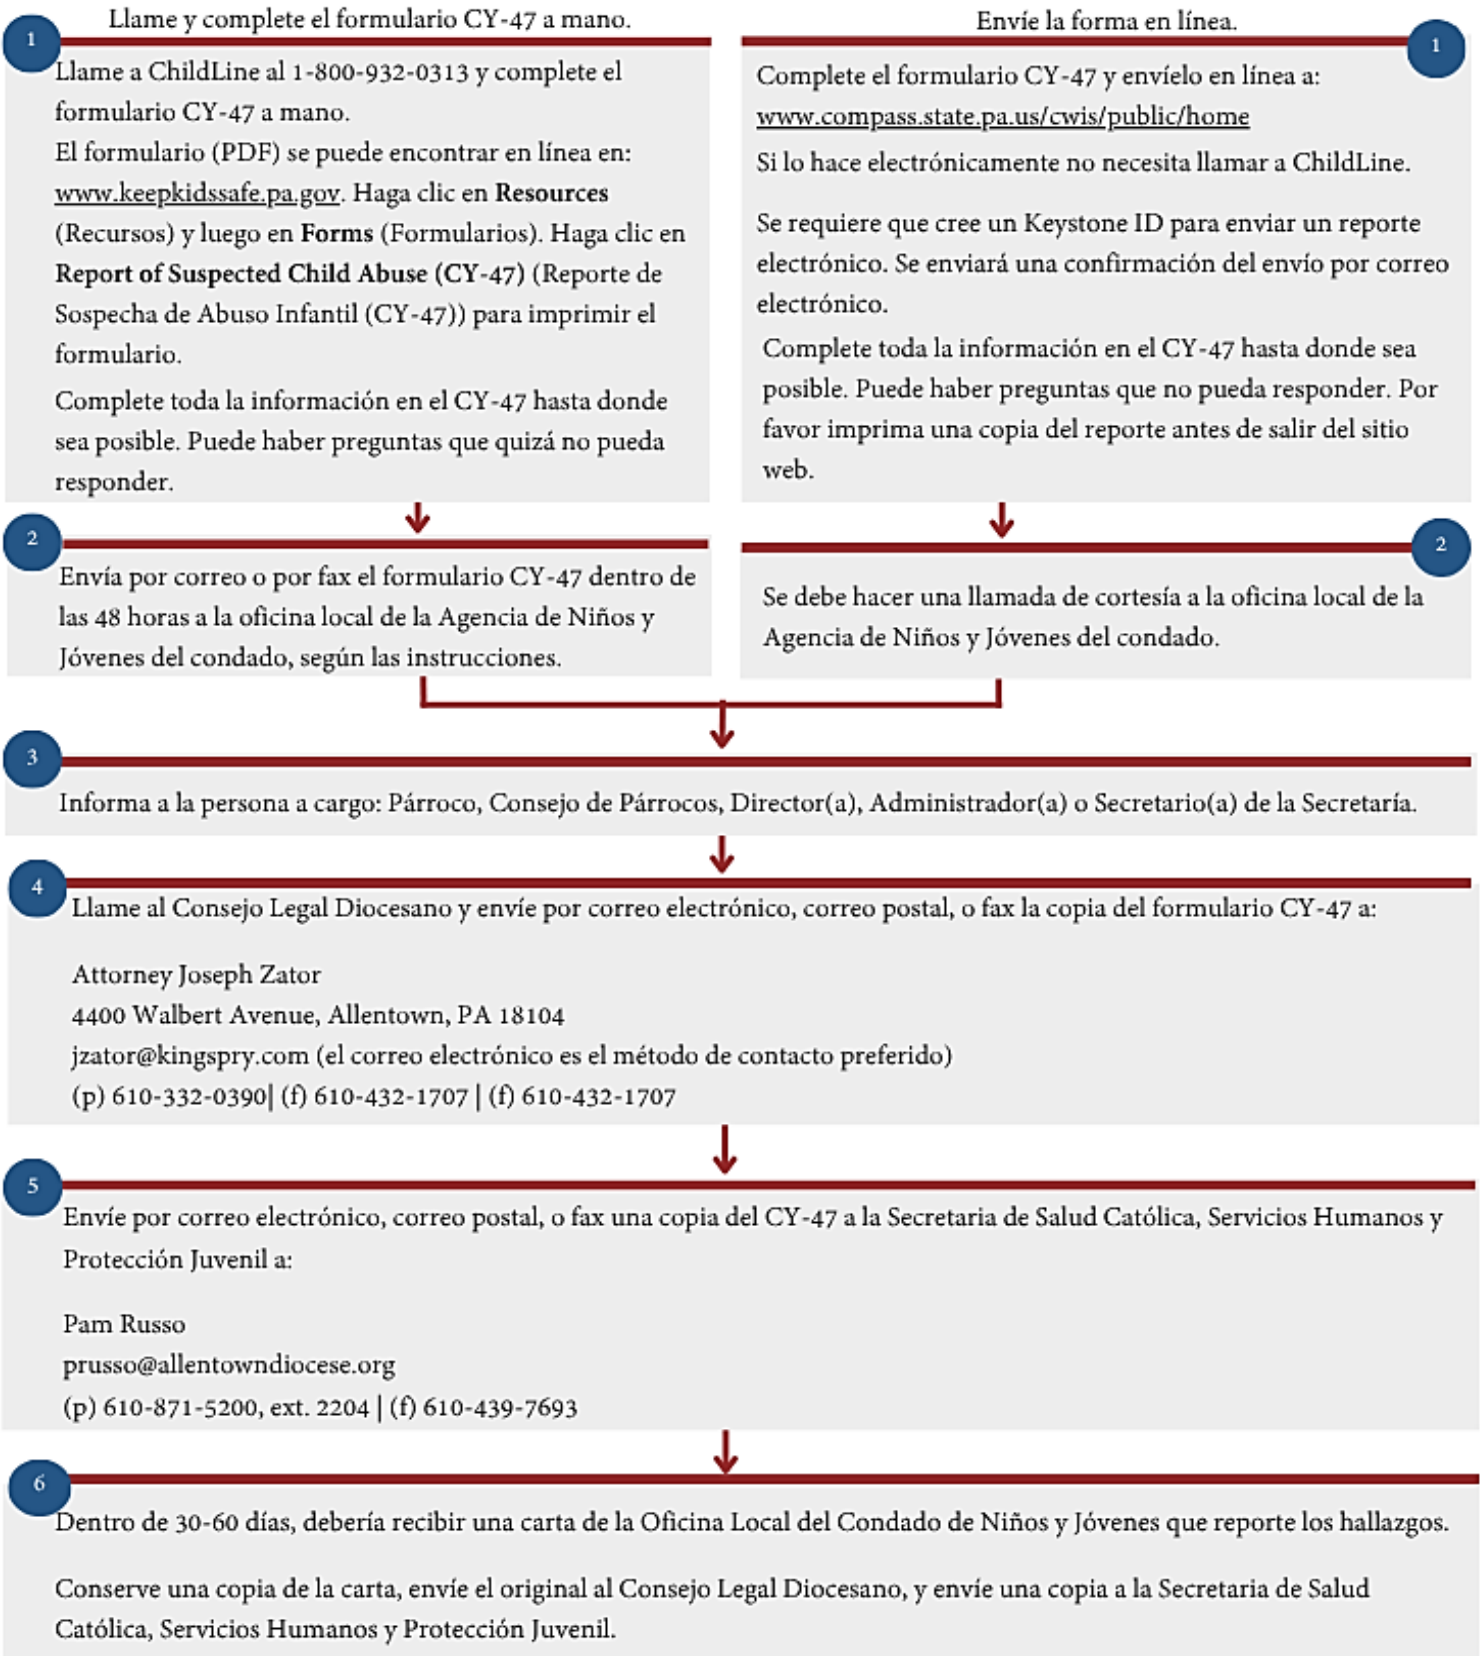 Llame y complete el formulario CY-47 a mano.
1
Llame a ChildLine al 1-800-932-0313 y complete el
formulario CY-47 a mano.
El formulario (PDF) se puede encontrar en línea en:
www.keepkidssafe.pa.gov. Haga clic en Resources
(Recursos) y luego en Forms (Formularios). Haga clic en
Report of Suspected Child Abuse (CY-47) (Reporte de
Sospecha de Abuso Infantil (CY-47)) para imprimir el
formulario.
Complete toda la información en el CY-47 hasta donde
sea posible. Puede haber preguntas que quizá no pueda
responder.
2
Envía por correo o por fax el formulario CY-47 dentro de
las 48 horas a la oficina local de la Agencia de Niños y
Jóvenes del condado, según las instrucciones.
Envíe la forma en línea.
1
Complete el formulario CY-47 y envíelo en línea a:
www.compass.state.pa.us/cwis/public/home
Si lo hace electrónicamente no necesita llamar a ChildLine.
Se requiere que cree un Keystone ID para enviar un reporte
electrónico. Se enviará una confirmación del envío por correo
electrónico.
Complete toda la información en el CY-47 hasta donde sea
posible. Puede haber preguntas que no pueda responder. Por
favor imprima una copia del reporte antes de salir del sitio
web.
2
Se debe hacer una llamada de cortesía a la oficina local de la
Agencia de Niños y Jóvenes del condado.
3
Informa a la persona a cargo: Párroco, Consejo de Párrocos, Director(a), Administrador(a) o Secretario(a) de la Secretaría.
4
Llame al Consejo Legal Diocesano y envíe por correo electrónico, correo postal, o fax la copia del formulario CY-47 a:
Attorney Joseph Zator
4400 Walbert Avenue, Allentown, PA 18104
jzator@kingspry.com (el correo electrónico es el método de contacto preferido)
(p) 610-332-0390| (f) 610-432-1707 | (f) 610-432-1707
5
Envíe por correo electrónico, correo postal, o fax una copia del CY-47 a la Secretaria de Salud Católica, Servicios Humanos y
Protección Juvenil a:
Pam Russo
prusso@allentowndiocese.org
(p) 610-871-5200, ext. 2204 | (f) 610-439-7693
6
Dentro de 30-60 días, debería recibir una carta de la Oficina Local del Condado de Niños y Jóvenes que reporte los hallazgos.
Conserve una copia de la carta, envíe el original al Consejo Legal Diocesano, y envíe una copia a la Secretaria de Salud
Católica, Servicios Humanos y Protección Juvenil.